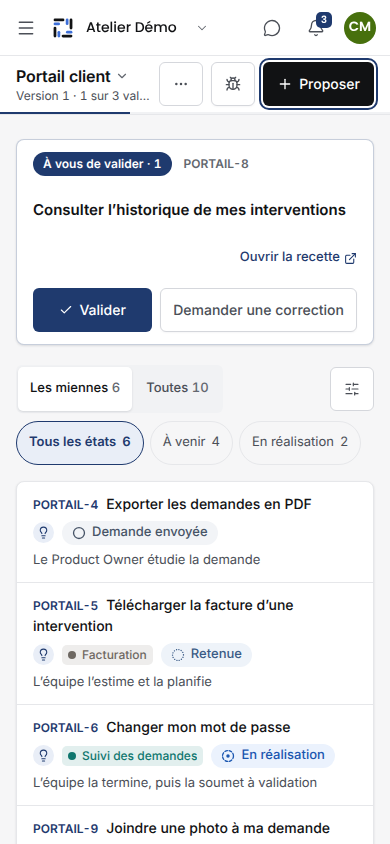 Atelier Démo
3
CM
Portail client
Version 1 · 1 sur 3 val...
Proposer
À vous de valider · 1 PORTAIL-8
Consulter l’historique de mes interventions
Ouvrir la recette
Valider
Demander une correction
Les miennes 6
Toutes 10
Tous les états 6
À venir 4
En réalisation 2
PORTAIL-4 Exporter les demandes en PDF
Demande envoyée
Le Product Owner étudie la demande
PORTAIL-5 Télécharger la facture d’une
intervention
Facturation
Retenue
L’équipe l’estime et la planifie
PORTAIL-6 Changer mon mot de passe
Suivi des demandes
En réalisation
L’équipe la termine, puis la soumet à validation
PORTAIL-9 Joindre une photo à ma demande